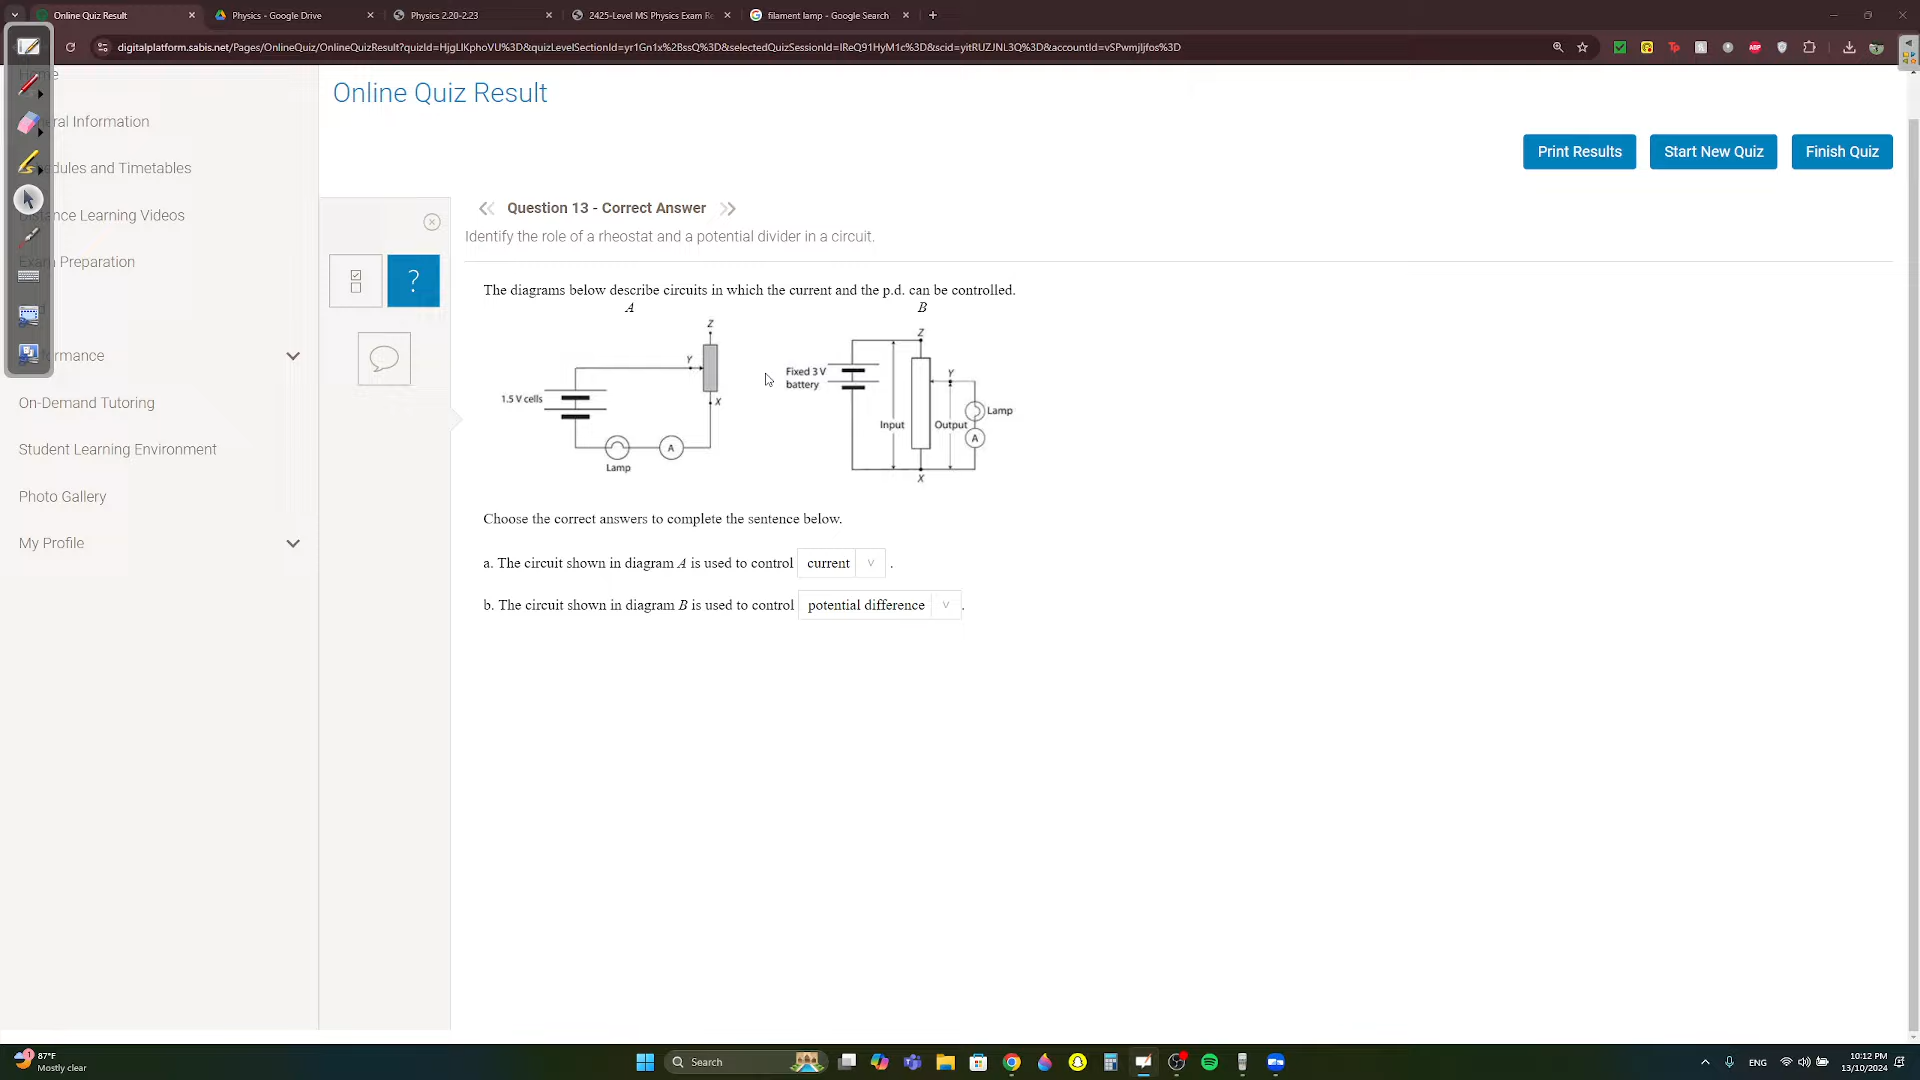 Online Quiz Result
Physics - Google Drive
Physics 2.20-2.23
2425-Level MS Physics Exam Re
filament lamp - Google Search
digitalplatform.sabis.net/Pages/OnlineQuiz/OnlineQuizResult?quizId=HjgLlKphoVU%3D&quizLevelSectionId=yr1Gn1x%2BssQ%3D&selectedQuizSessionId=IReQ91HyM1c%3D&scid=yitRUZJNL3Q%3D&accountId=vSPwmjljfos%3D
Home
ral Information
dules and Timetables
stance Learning Videos
Exam Preparation
rmance
On-Demand Tutoring
Student Learning Environment
Photo Gallery
My Profile
Online Quiz Result
Print Results
Start New Quiz
Finish Quiz
Question 13 - Correct Answer
Identify the role of a rheostat and a potential divider in a circuit.
?
The diagrams below describe circuits in which the current and the p.d. can be controlled.
A
Z
Y
X
1.5 V cells
Lamp
A
B
Z
Fixed 3 V
battery
Y
Lamp
Input
Output
A
X
Choose the correct answers to complete the sentence below.
a. The circuit shown in diagram A is used to control current .
b. The circuit shown in diagram B is used to control potential difference .
1
87°F
Mostly clear
Search
ENG
10:12 PM
13/10/2024